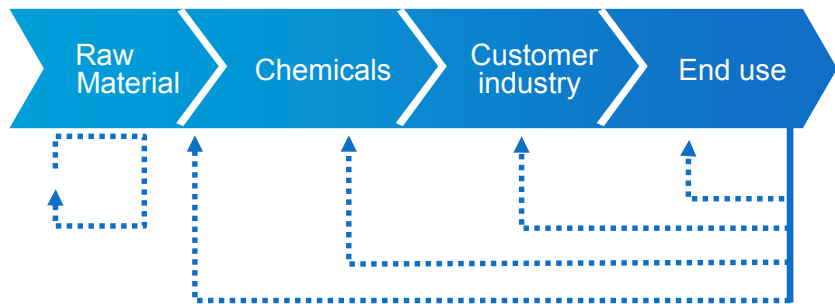 Raw
Material
Chemicals
Customer
industry
End use